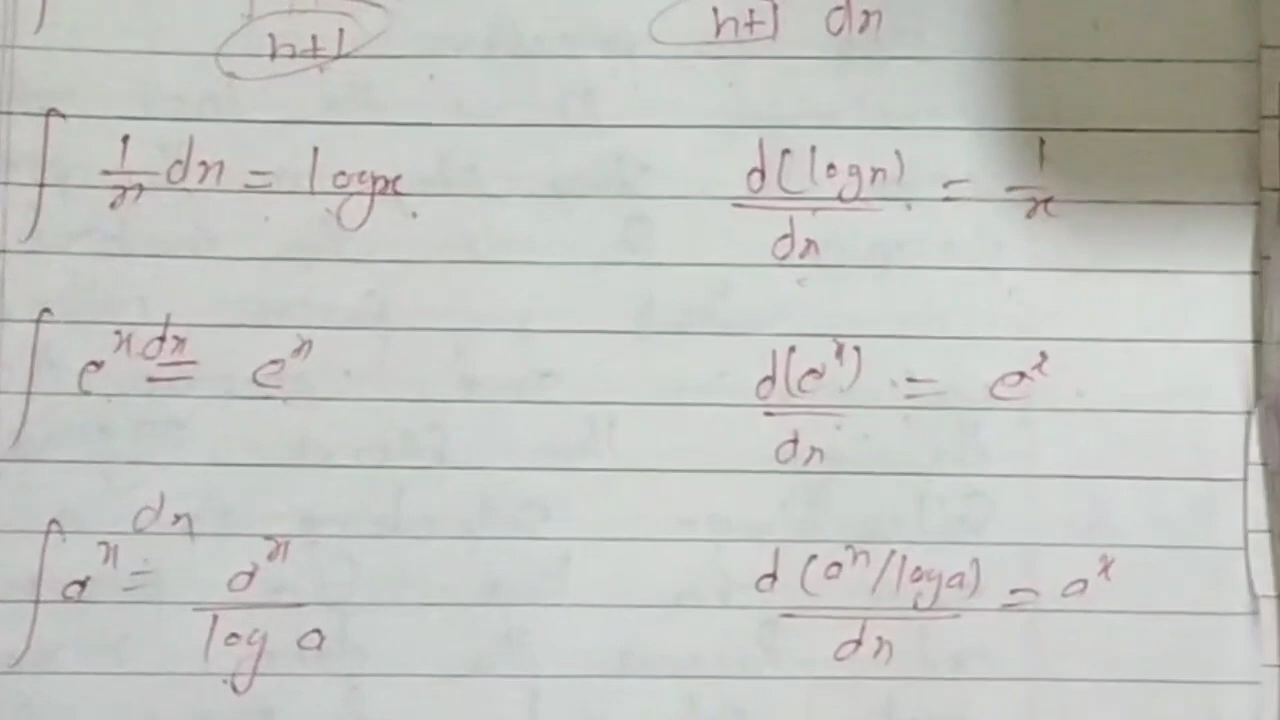 n+1 n+1 dx
∫ 1/x dx = log x. d(log x)/dx = 1/x
∫ e^x dx = e^x d(e^x)/dx = e^x
∫ a^x dx = a^x/log a d(a^x/log a)/dx = a^x